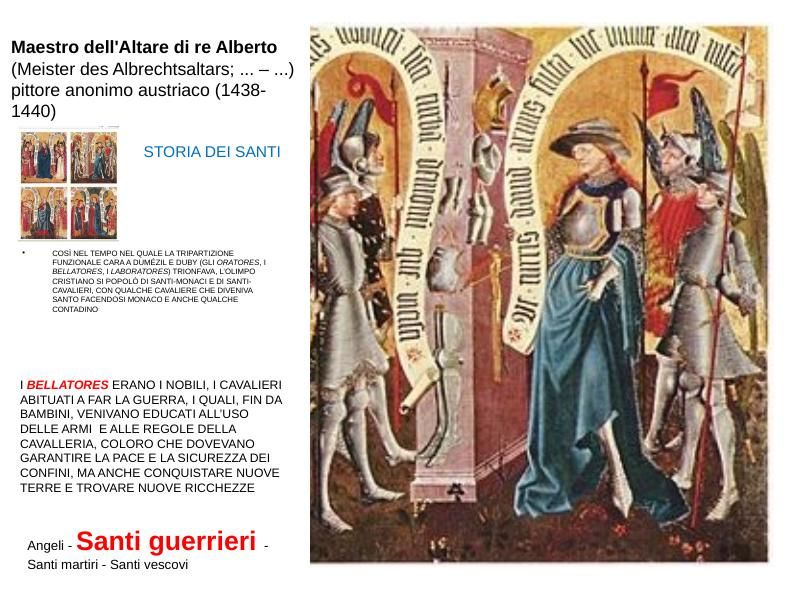 Maestro dell'Altare di re Alberto
(Meister des Albrechtsaltars; ... – ...)
pittore anonimo austriaco (1438-
1440)
STORIA DEI SANTI
• COSÌ NEL TEMPO NEL QUALE LA TRIPARTIZIONE
FUNZIONALE CARA A DUMÉZIL E DUBY (GLI ORATORES, I
BELLATORES, I LABORATORES) TRIONFAVA, L'OLIMPO
CRISTIANO SI POPOLÒ DI SANTI-MONACI E DI SANTI-
CAVALIERI, CON QUALCHE CAVALIERE CHE DIVENIVA
SANTO FACENDOSI MONACO E ANCHE QUALCHE
CONTADINO
I BELLATORES ERANO I NOBILI, I CAVALIERI
ABITUATI A FAR LA GUERRA, I QUALI, FIN DA
BAMBINI, VENIVANO EDUCATI ALL'USO
DELLE ARMI E ALLE REGOLE DELLA
CAVALLERIA, COLORO CHE DOVEVANO
GARANTIRE LA PACE E LA SICUREZZA DEI
CONFINI, MA ANCHE CONQUISTARE NUOVE
TERRE E TROVARE NUOVE RICCHEZZE
Angeli - Santi guerrieri -
Santi martiri - Santi vescovi